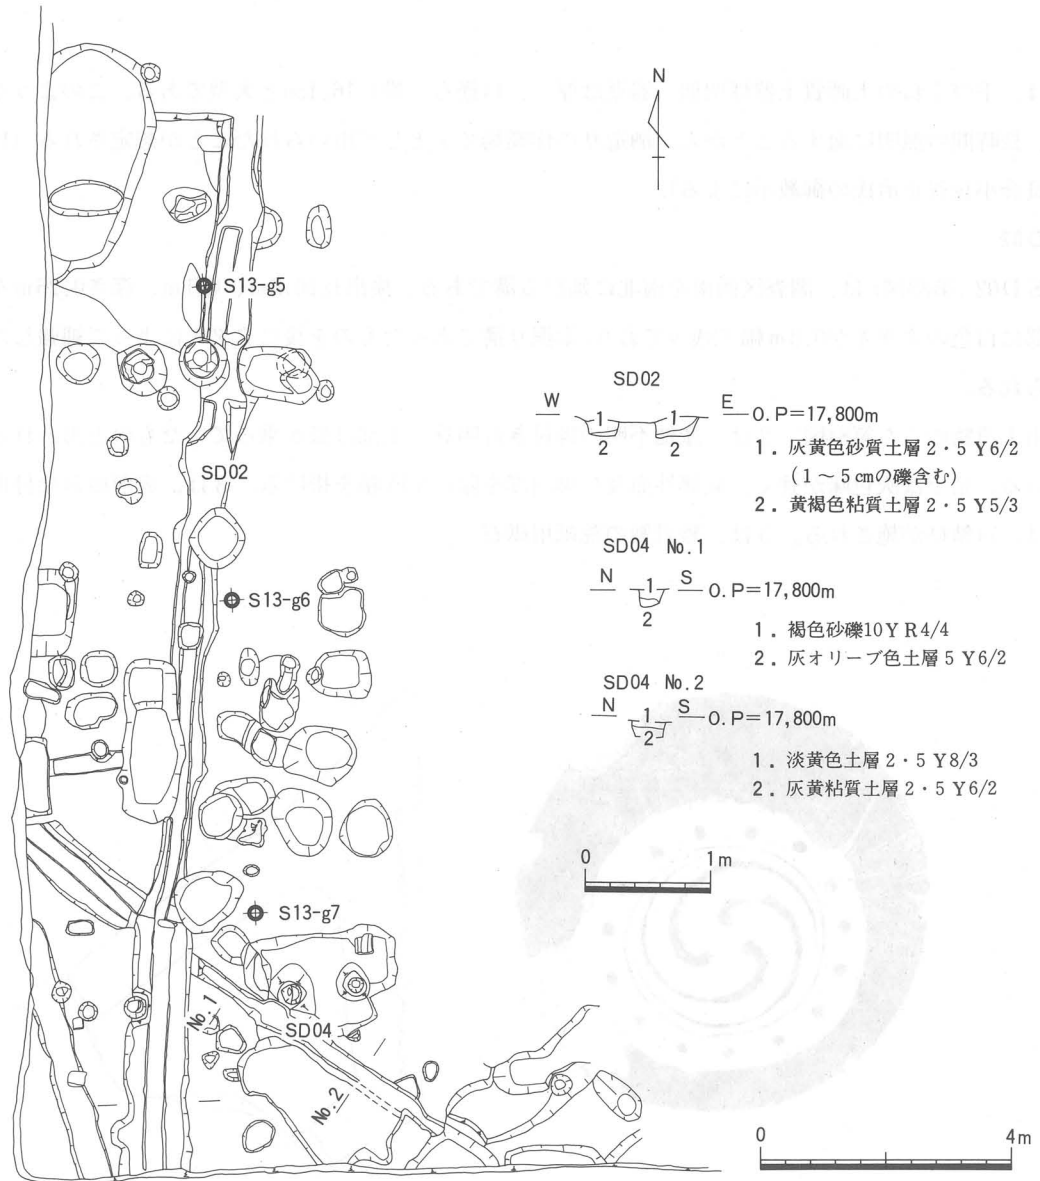 N
S13-g5
SD02
W
E
O.P=17,800m
1
1
2
2
1．灰黄色砂質土層2・5Y6/2
(1～5㎝の礫含む)
2．黄褐色粘質土層2・5Y5/3
SD02
SD04 No.1
N
1
S
O.P=17,800m
2
S13-g6
1．褐色砂礫10YR4/4
2．灰オリーブ色土層5Y6/2
SD04 No.2
N
1
S
O.P=17,800m
2
1．淡黄色土層2・5Y8/3
2．灰黄粘質土層2・5Y6/2
0
1m
S13-g7
No.1
SD04
No.2
0
4m